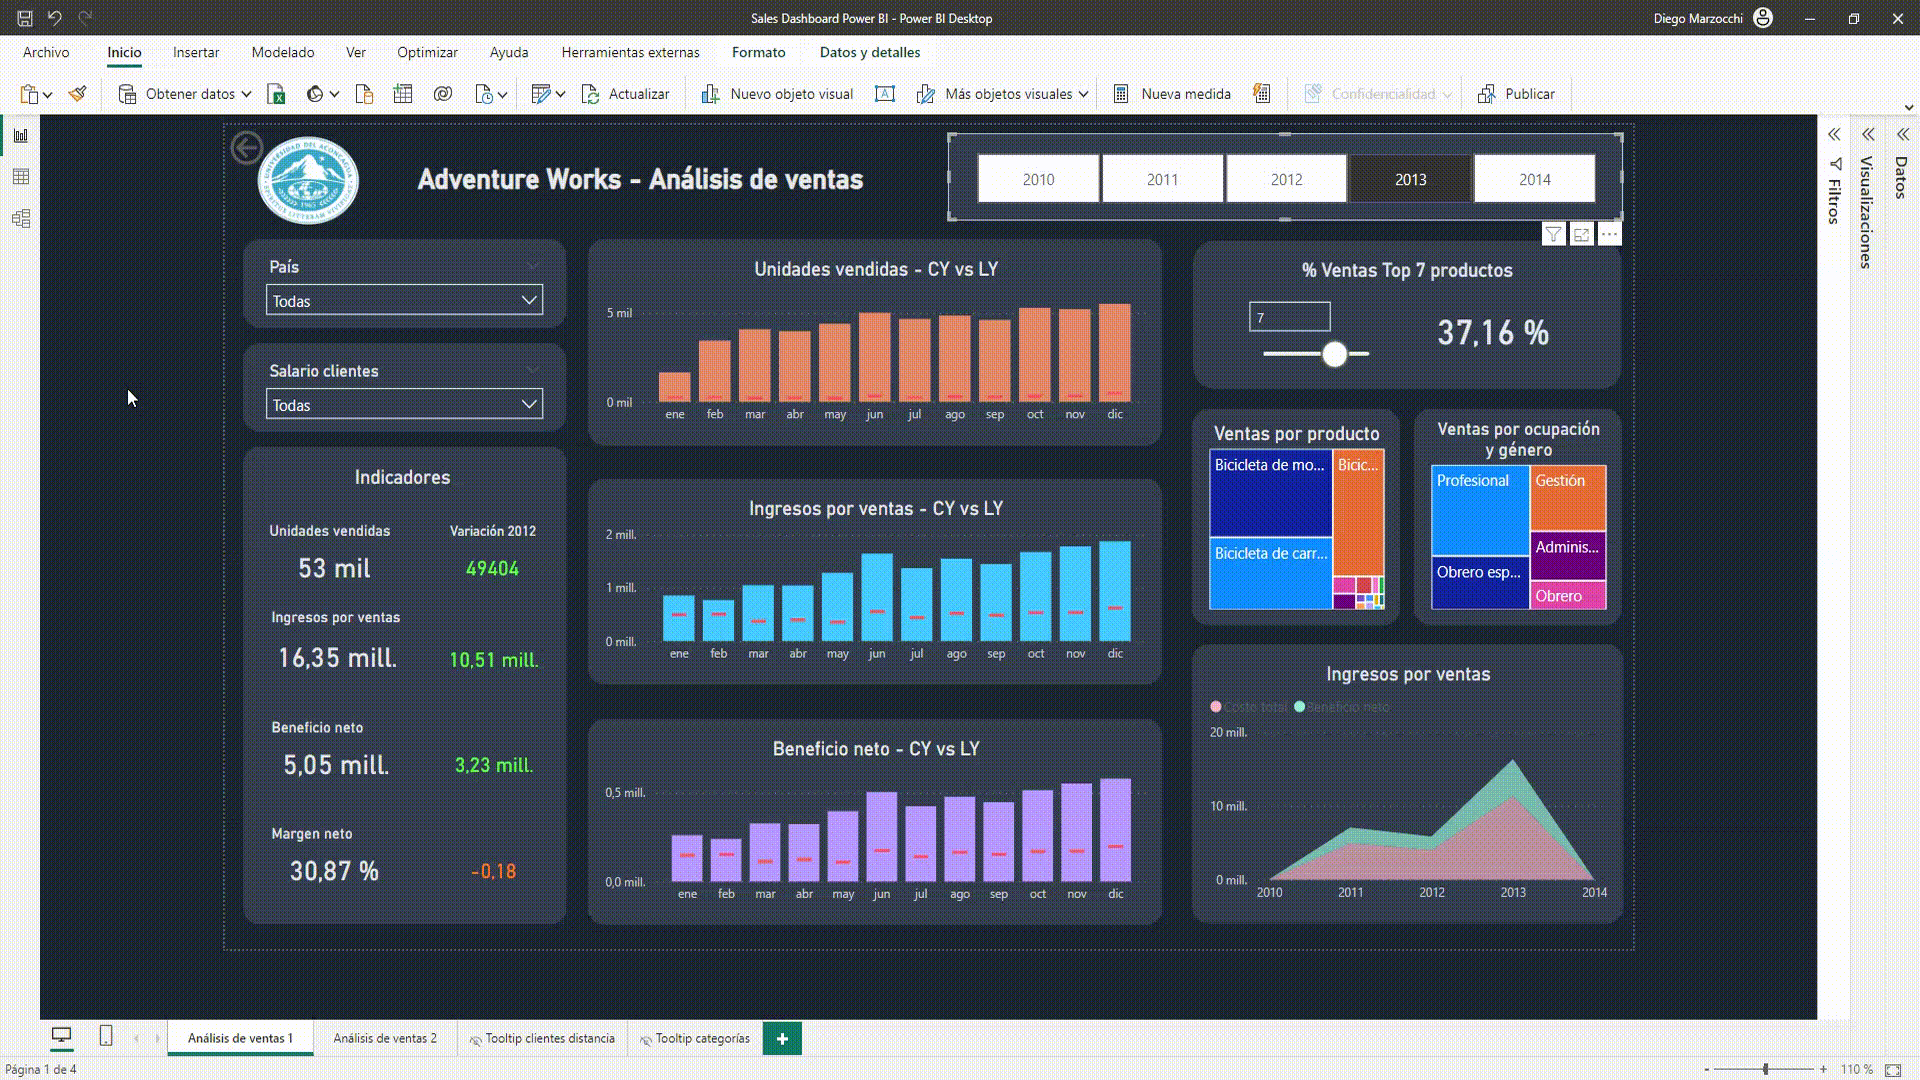 Sales Dashboard Power BI - Power BI Desktop
Diego Marzocchi
Archivo Inicio Insertar Modelado Ver Optimizar Ayuda Herramientas externas Formato Datos y detalles
Obtener datos Actualizar Nuevo objeto visual Más objetos visuales Nueva medida Confidencialidad Publicar
Adventure Works - Análisis de ventas
2010 2011 2012 2013 2014
Filtros
Visualizaciones
Datos
País
Todas
Salario clientes
Todas
Indicadores
Unidades vendidas Variación 2012
53 mil 49404
Ingresos por ventas
16,35 mill. 10,51 mill.
Beneficio neto
5,05 mill. 3,23 mill.
Margen neto
30,87 % -0,18
Unidades vendidas - CY vs LY
5 mil
0 mil
ene feb mar abr may jun jul ago sep oct nov dic
Ingresos por ventas - CY vs LY
2 mill.
1 mill.
0 mill.
ene feb mar abr may jun jul ago sep oct nov dic
Beneficio neto - CY vs LY
0,5 mill.
0,0 mill.
ene feb mar abr may jun jul ago sep oct nov dic
% Ventas Top 7 productos
7
37,16 %
Ventas por producto
Bicicleta de mo... Bicic...
Bicicleta de carr...
Ventas por ocupación
y género
Profesional Gestión
Adminis...
Obrero esp...
Obrero
Ingresos por ventas
Costo total Beneficio neto
20 mill.
10 mill.
0 mill.
2010 2011 2012 2013 2014
Análisis de ventas 1 Análisis de ventas 2 Tooltip clientes distancia Tooltip categorías +
Página 1 de 4
- + 110 %